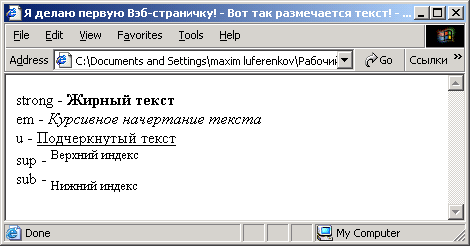 Я делаю первую Вэб-страничку! - Вот так размечается текст! - ...
File Edit View Favorites Tools Help
Address C:\Documents and Settings\maxim luferenkov\Рабочий Go Ссылки »
strong - Жирный текст
em - Курсивное начертание текста
u - Подчеркнутый текст
sup - Верхний индекс
sub - Нижний индекс
Done My Computer